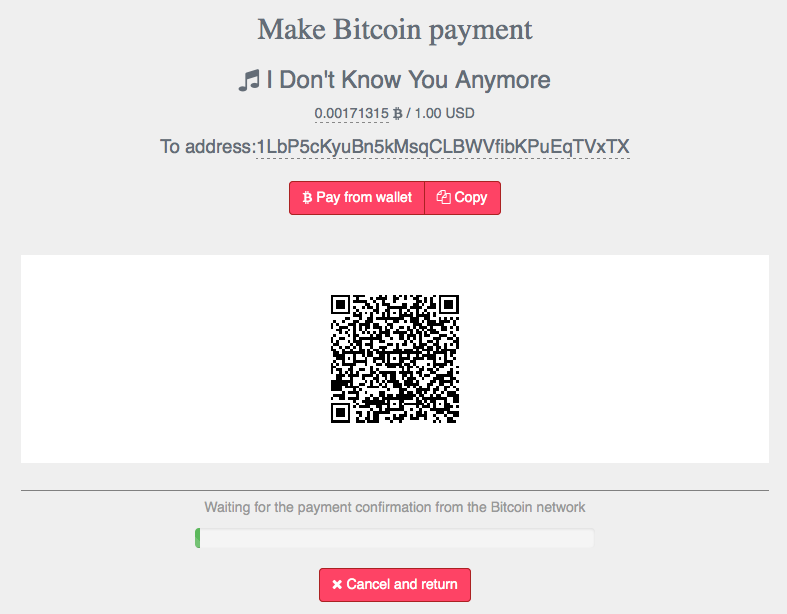 Make Bitcoin payment
I Don't Know You Anymore
0.00171315 ₿ / 1.00 USD
To address:1LbP5cKyuBn5kMsqCLBWVfibKPuEqTVxTX
₿ Pay from wallet Copy
Waiting for the payment confirmation from the Bitcoin network
Cancel and return